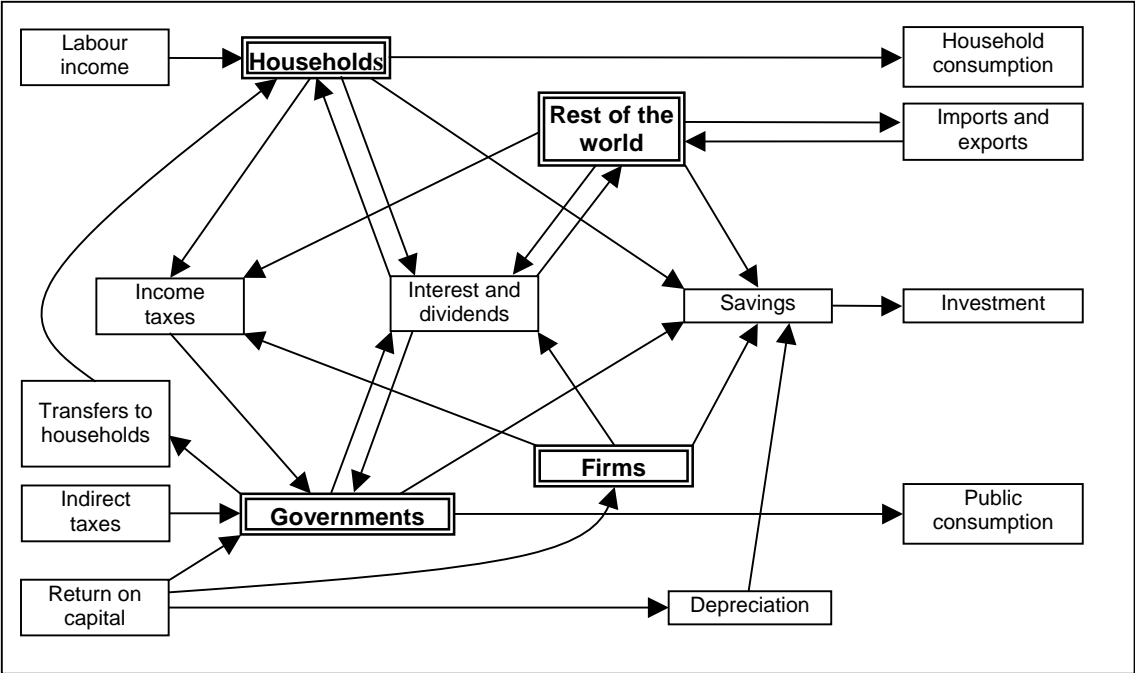 Labour
income
Households
Household
consumption
Rest of the
world
Imports and
exports
Income
taxes
Interest and
dividends
Savings
Investment
Transfers to
households
Firms
Indirect
taxes
Governments
Public
consumption
Return on
capital
Depreciation